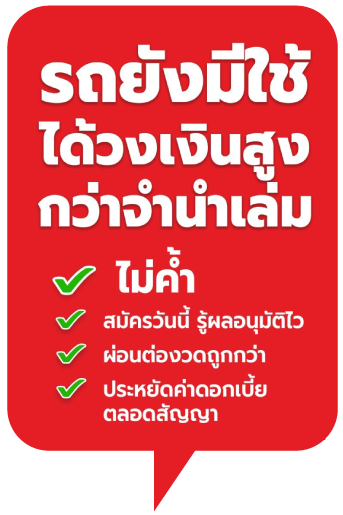 รถยังมีใช้
ได้วงเงินสูง
กว่าจำนำเล่ม
ไม่ค้ำ
สมัครวันนี้ รู้ผลอนุมัติไว
ผ่อนต่องวดถูกกว่า
ประหยัดค่าดอกเบี้ย
ตลอดสัญญา